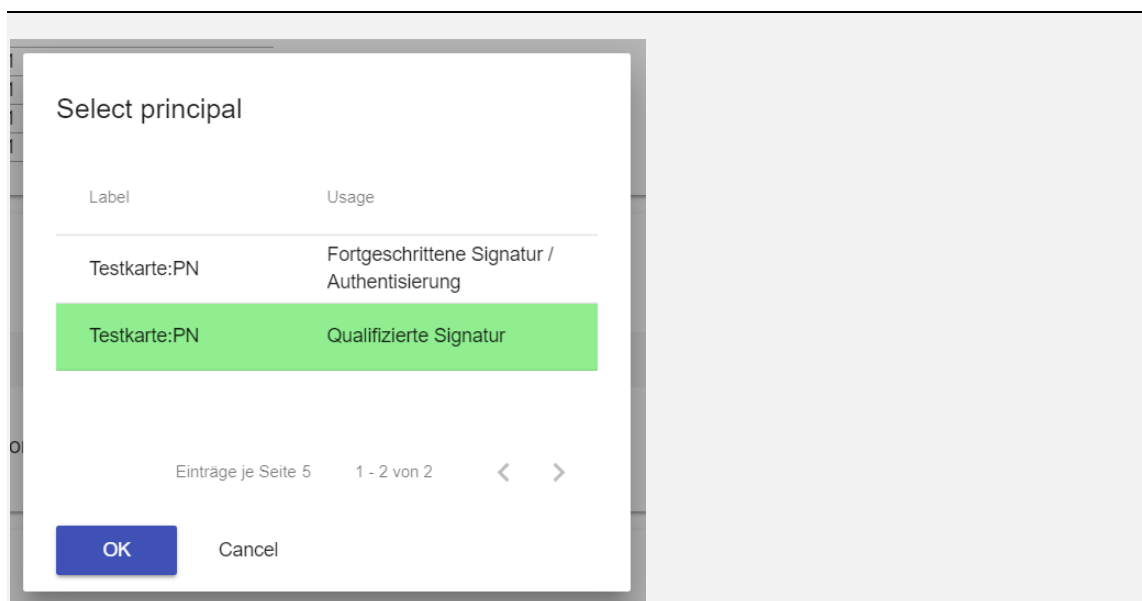 Select principal
Label Usage
Testkarte:PN Fortgeschrittene Signatur /
Authentisierung
Testkarte:PN Qualifizierte Signatur
Einträge je Seite 5 1 - 2 von 2 < >
OK Cancel